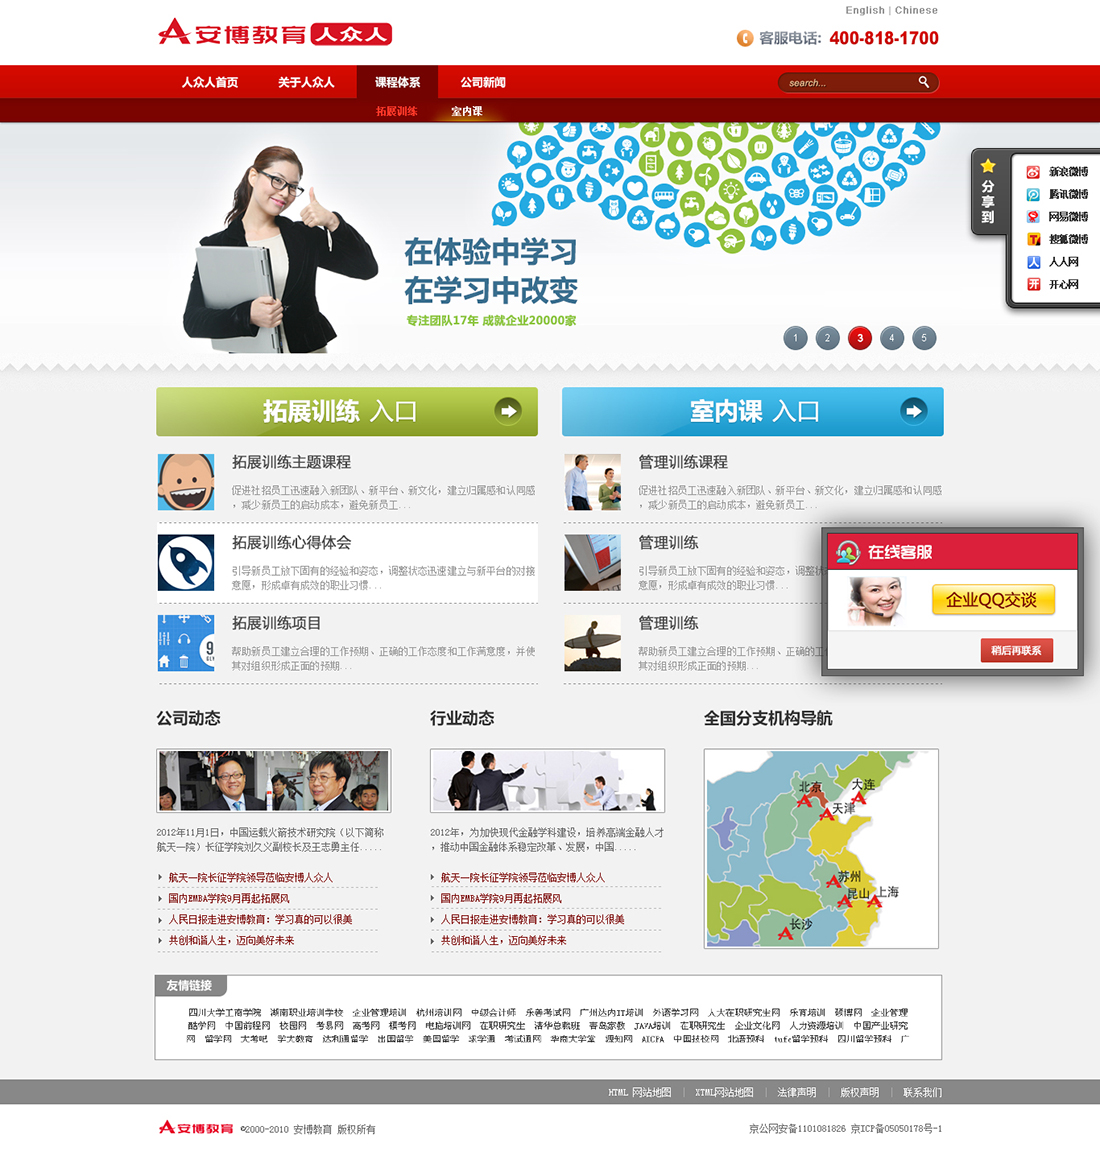 English | Chinese
安博教育 人众人
客服电话: 400-818-1700
人众人首页 关于人众人 课程体系 公司新闻
search...
拓展训练 室内课
分享到
新浪微博
腾讯微博
网易微博
搜狐微博
人人网
开心网
在体验中学习
在学习中改变
专注团队17年 成就企业20000家
1 2 3 4 5
拓展训练 入口
室内课 入口
拓展训练主题课程
促进社招员工迅速融入新团队、新平台、新文化，建立归属感和认同感
，减少新员工的启动成本，避免新员工...
管理训练课程
促进社招员工迅速融入新团队、新平台、新文化，建立归属感和认同感
，减少新员工的启动成本，避免新员工...
拓展训练心得体会
引导新员工放下固有的经验和姿态，调整状态迅速建立与新平台的对接
意愿，形成卓有成效的职业习惯...
管理训练
引导新员工放下固有的经验和姿态，调整状
意愿，形成卓有成效的职业习惯...
拓展训练项目
帮助新员工建立合理的工作预期、正确的工作态度和工作满意度，并使
其对组织形成正面的预期...
管理训练
帮助新员工建立合理的工作预期、正确的工
其对组织形成正面的预期...
在线客服
企业QQ交谈
稍后再联系
公司动态
2012年11月1日，中国运载火箭技术研究院（以下简称
航天一院）长征学院刘久义副校长及王志勇主任.....
航天一院长征学院领导莅临安博人众人
国内EMBA学院9月再起拓展风
人民日报走进安博教育：学习真的可以很美
共创和谐人生，迈向美好未来
行业动态
2012年，为加快现代金融学科建设，培养高端金融人才
，推动中国金融体系稳定改革、发展，中国.....
航天一院长征学院领导莅临安博人众人
国内EMBA学院9月再起拓展风
人民日报走进安博教育：学习真的可以很美
共创和谐人生，迈向美好未来
全国分支机构导航
北京
大连
天津
苏州
昆山
上海
长沙
友情链接
四川大学工商学院 湖南职业培训学校 企业管理培训 杭州培训网 中级会计师 乐善考试网 广州达内IT培训 外语学习网 人大在职研究生网 乐育培训 硕博网 企业管理
酷学网 中国前程网 校园网 考易网 高考网 模考网 电脑培训网 在职研究生 清华总裁班 青岛家教 JAVA培训 在职研究生 企业文化网 人力资源培训 中国产业研究
网 留学网 大考吧 学大教育 达利通留学 出国留学 美国留学 求学通 考试通网 华商大学堂 课知网 AICPA 中国技校网 北语预科 iufc留学预科 四川留学预科 广
HTML 网站地图 | XTML网站地图 | 法律声明 | 版权声明 | 联系我们
安博教育 ©2000-2010 安博教育 版权所有
京公网安备1101081826 京ICP备05050178号-1